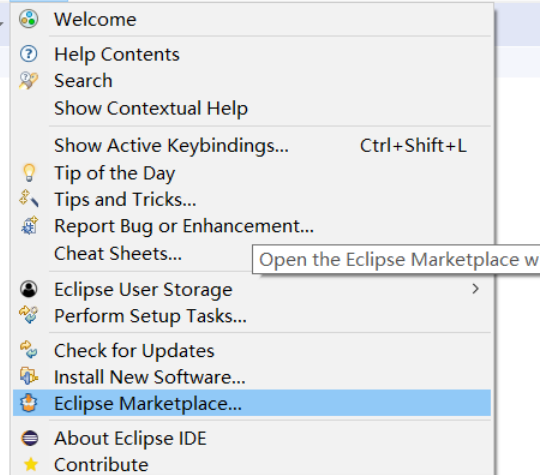 Welcome
Help Contents
Search
Show Contextual Help
Show Active Keybindings... Ctrl+Shift+L
Tip of the Day
Tips and Tricks...
Report Bug or Enhancement...
Cheat Sheets...
Open the Eclipse Marketplace w
Eclipse User Storage
Perform Setup Tasks...
Check for Updates
Install New Software...
Eclipse Marketplace...
About Eclipse IDE
Contribute